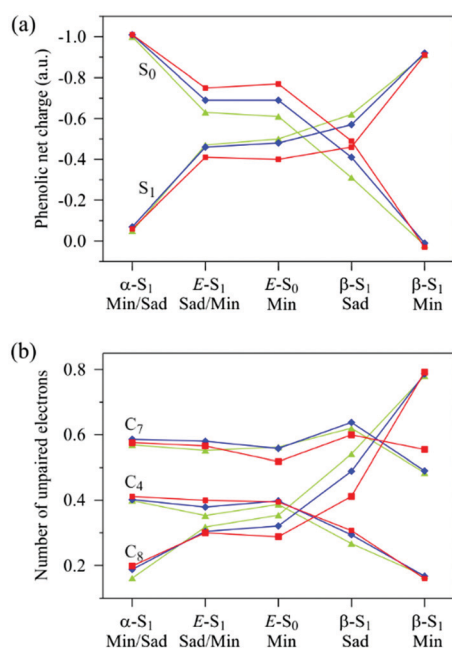 (a)
-1.0
-0.8
-0.6
-0.4
-0.2
0.0
Phenolic net charge (a.u.)
S0
S1
α-S1 E-S1 E-S0 β-S1 β-S1
Min/Sad Sad/Min Min Sad Min
(b)
0.8
0.6
0.4
0.2
Number of unpaired electrons
C7
C4
C8
α-S1 E-S1 E-S0 β-S1 β-S1
Min/Sad Sad/Min Min Sad Min